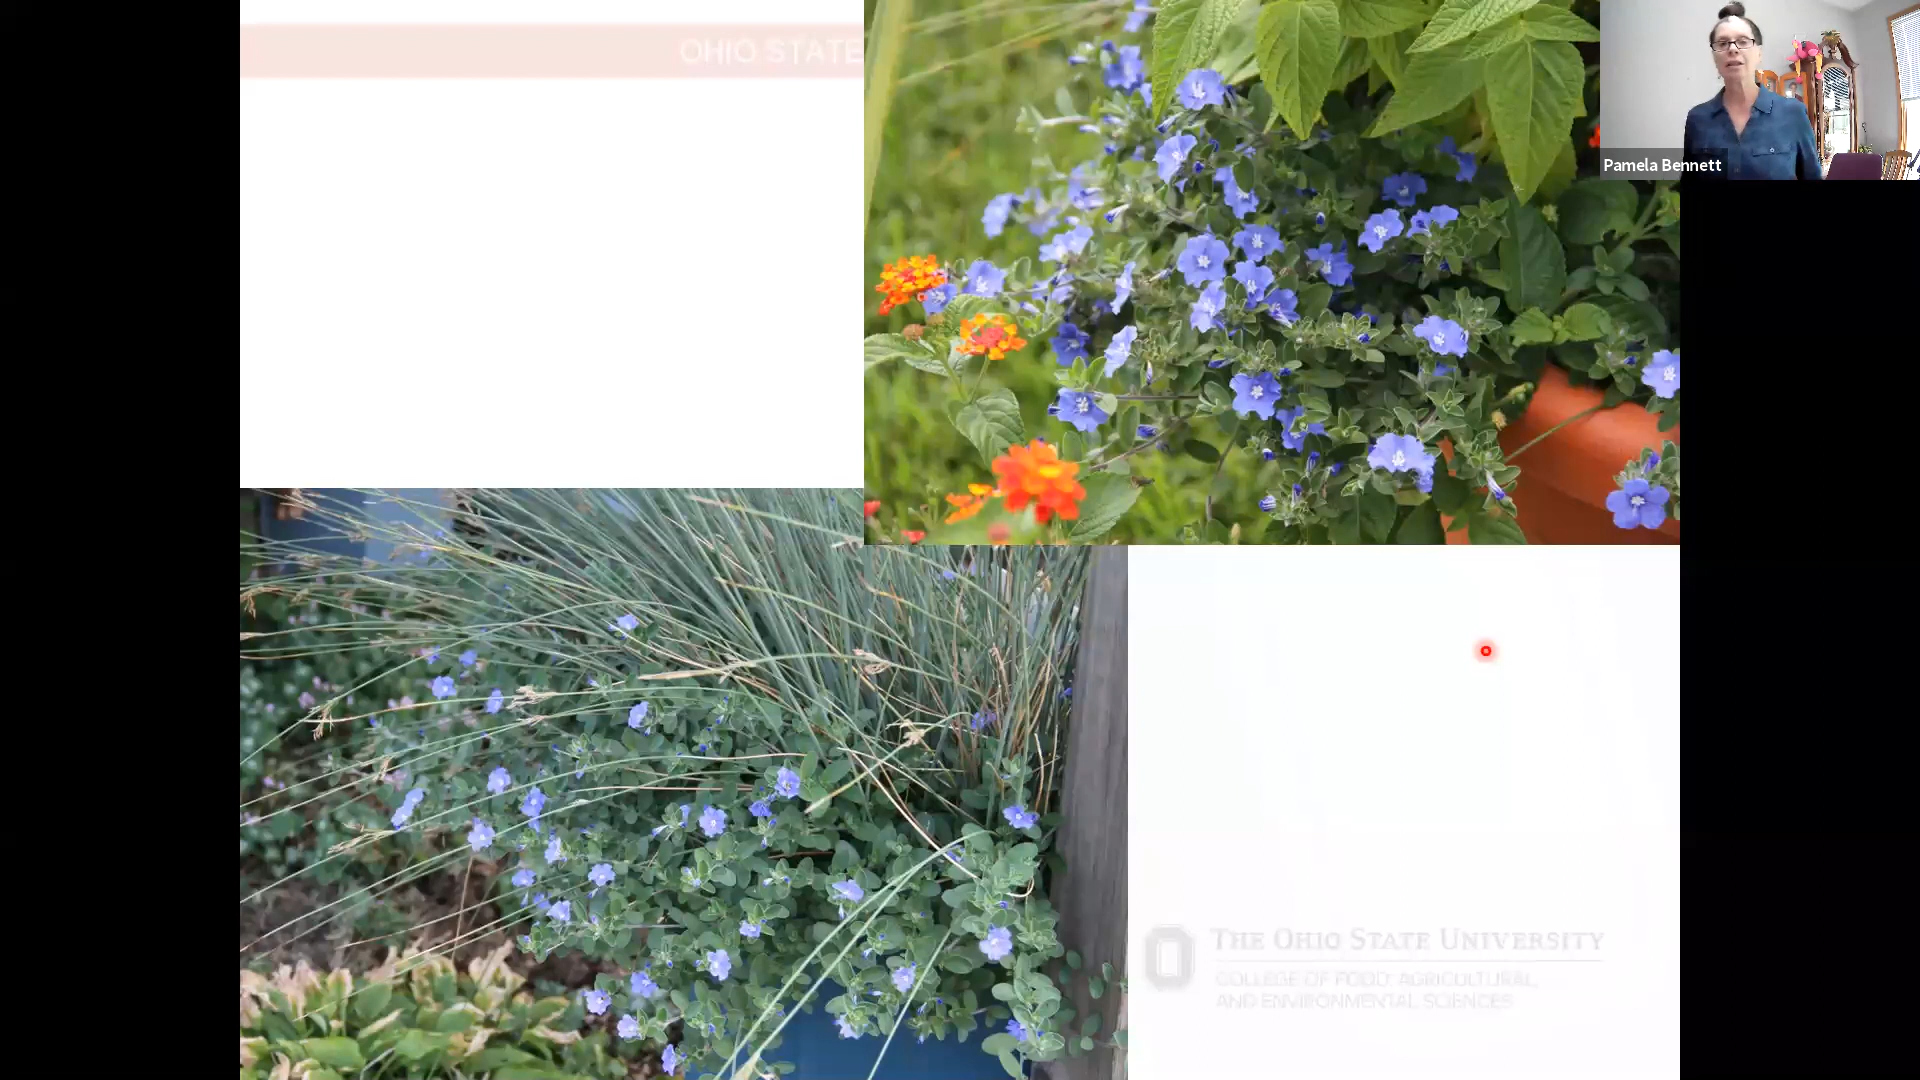 OHIO STATE
Pamela Bennett
THE OHIO STATE UNIVERSITY
COLLEGE OF FOOD, AGRICULTURAL,
AND ENVIRONMENTAL SCIENCES